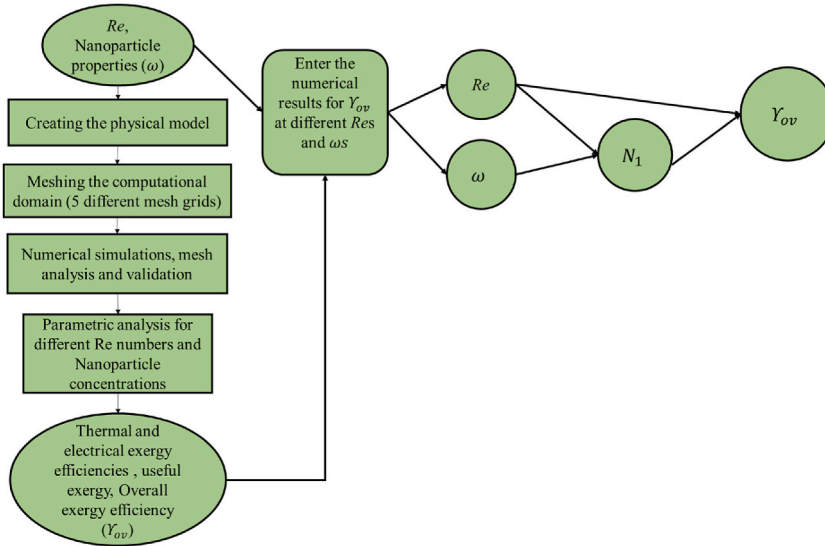 Re,
Nanoparticle
properties (ω)
Creating the physical model
Meshing the computational
domain (5 different mesh grids)
Numerical simulations, mesh
analysis and validation
Parametric analysis for
different Re numbers and
Nanoparticle
concentrations
Thermal and
electrical exergy
efficiencies , useful
exergy, Overall
exergy efficiency
(ϒov)
Enter the
numerical
results for ϒov
at different Res
and ωs
Re
ω
N1
ϒov